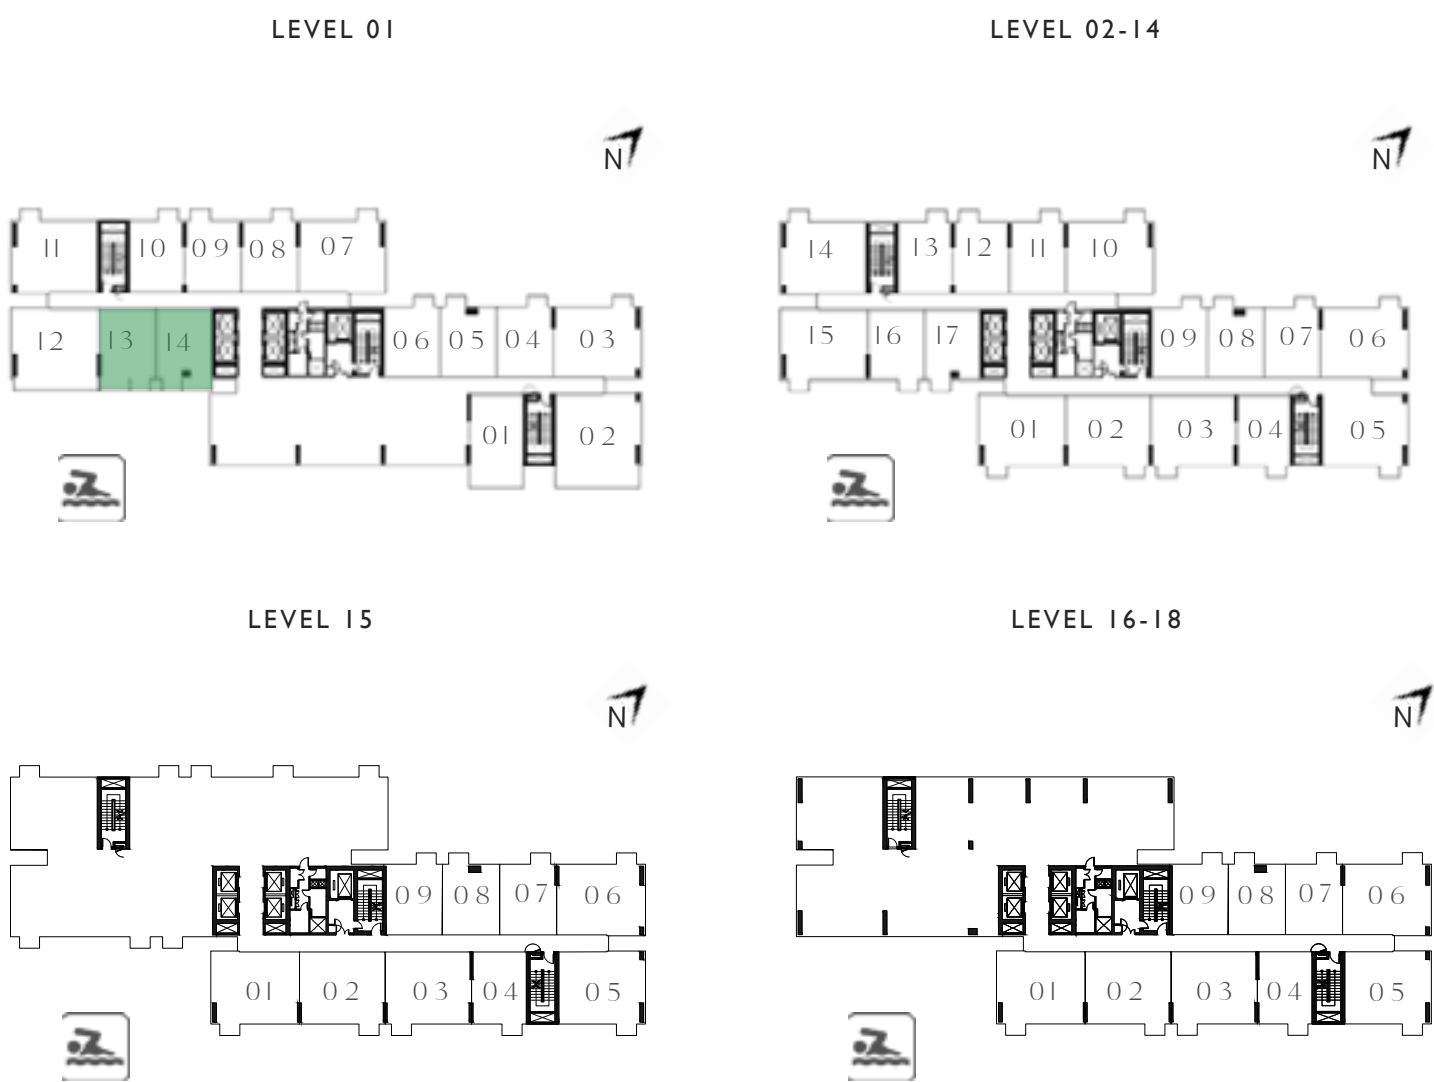 LEVEL 01
N
11 10 09 08 07
12 13 14 06 05 04 03
01 02
LEVEL 02-14
N
14 13 12 11 10
15 16 17 09 08 07 06
01 02 03 04 05
LEVEL 15
N
09 08 07 06
01 02 03 04 05
LEVEL 16-18
N
09 08 07 06
01 02 03 04 05